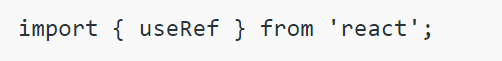 import { useRef } from 'react';